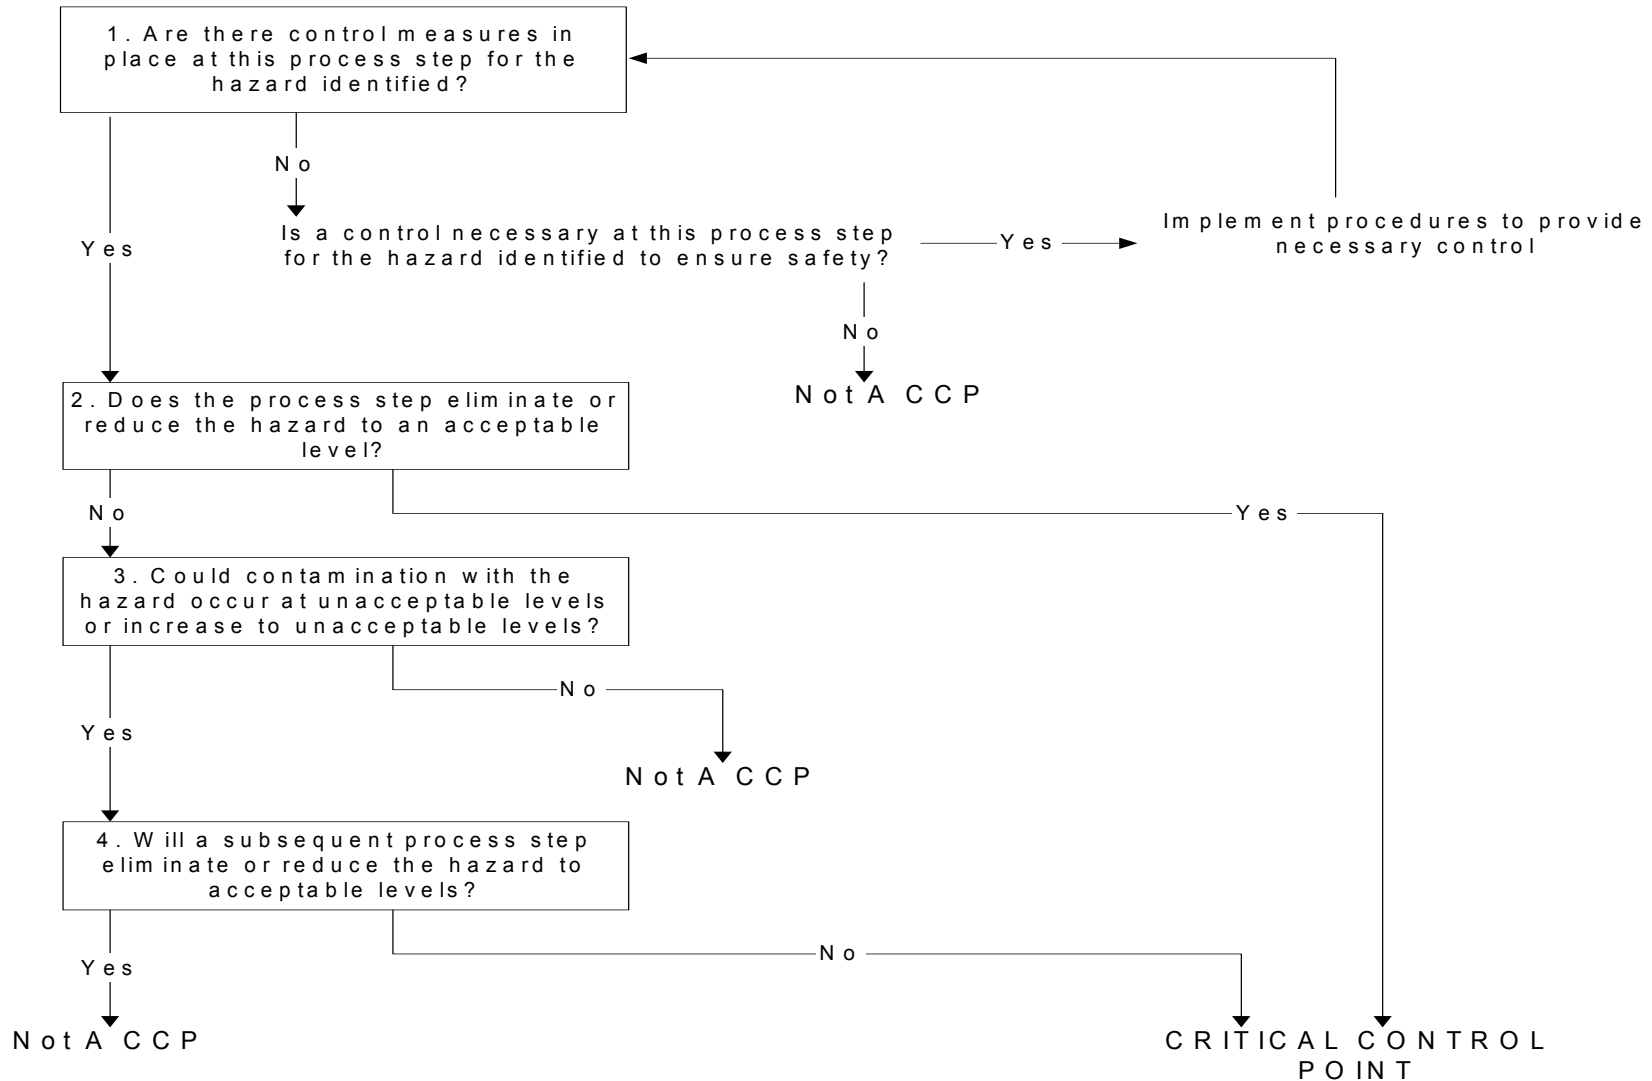 1. Are there control measures in
place at this process step for the
hazard identified?
No
Yes
Is a control necessary at this process step
for the hazard identified to ensure safety?
Yes
Implement procedures to provide
necessary control
No
Not A CCP
2. Does the process step eliminate or
reduce the hazard to an acceptable
level?
No
Yes
3. Could contamination with the
hazard occur at unacceptable levels
or increase to unacceptable levels?
No
Yes
Not A CCP
4. Will a subsequent process step
eliminate or reduce the hazard to
acceptable levels?
No
Yes
Not A CCP
CRITICAL CONTROL
POINT